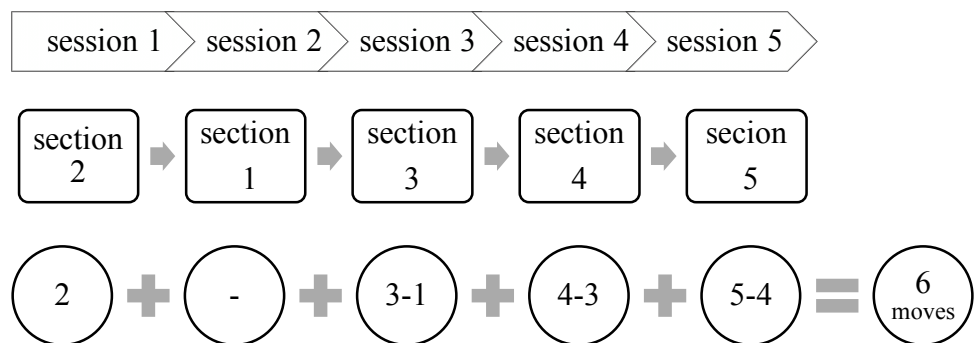 session 1 session 2 session 3 session 4 session 5
section section section section secion
2 1 3 4 5
2 + - + 3-1 + 4-3 + 5-4 = 6
moves